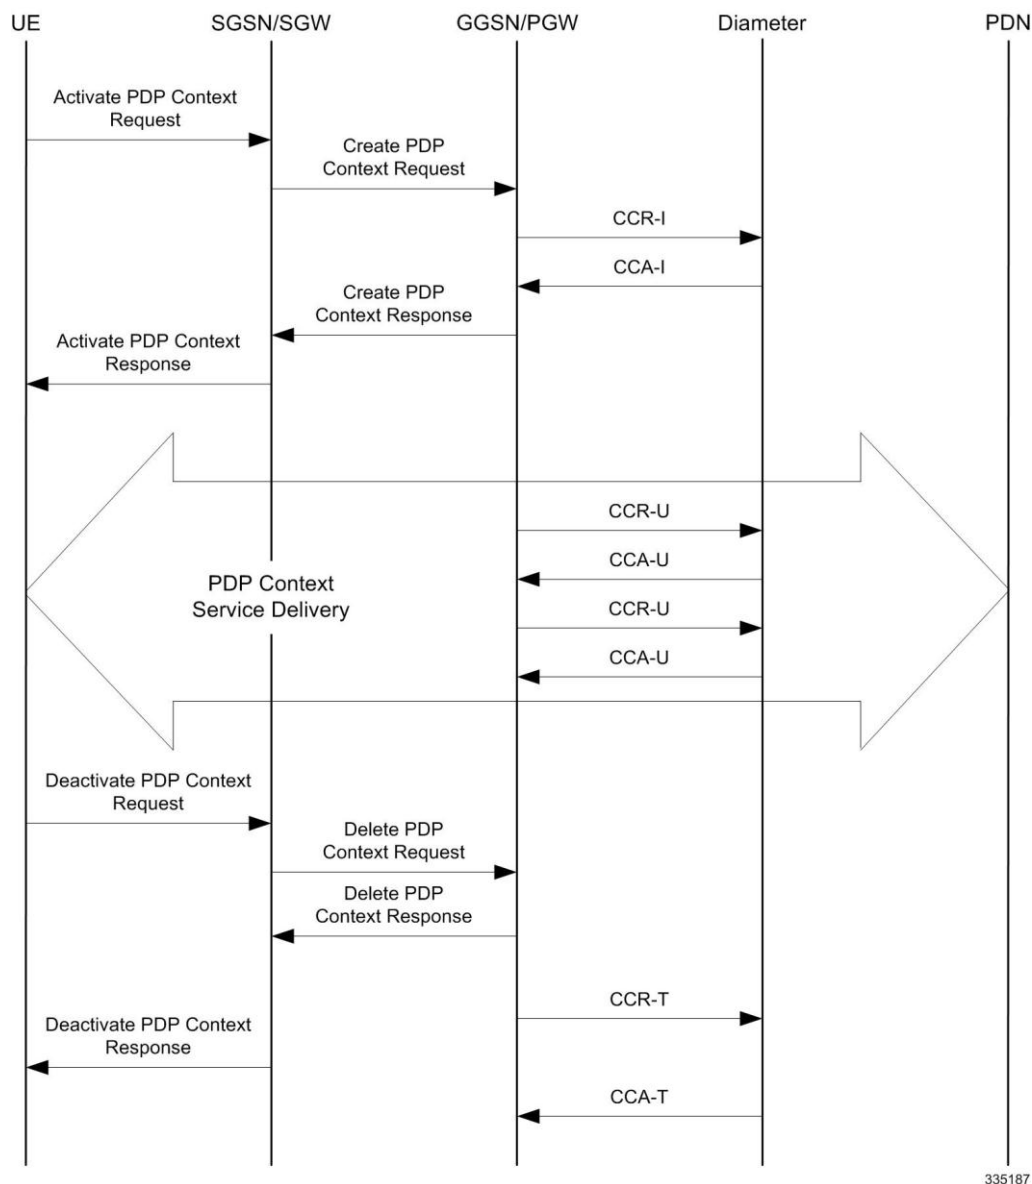 UE
SGSN/SGW
GGSN/PGW
Diameter
PDN
Activate PDP Context
Request
Create PDP
Context Request
CCR-I
CCA-I
Create PDP
Context Response
Activate PDP Context
Response
CCR-U
CCA-U
PDP Context
Service Delivery
CCR-U
CCA-U
Deactivate PDP Context
Request
Delete PDP
Context Request
Delete PDP
Context Response
CCR-T
Deactivate PDP Context
Response
CCA-T
335187